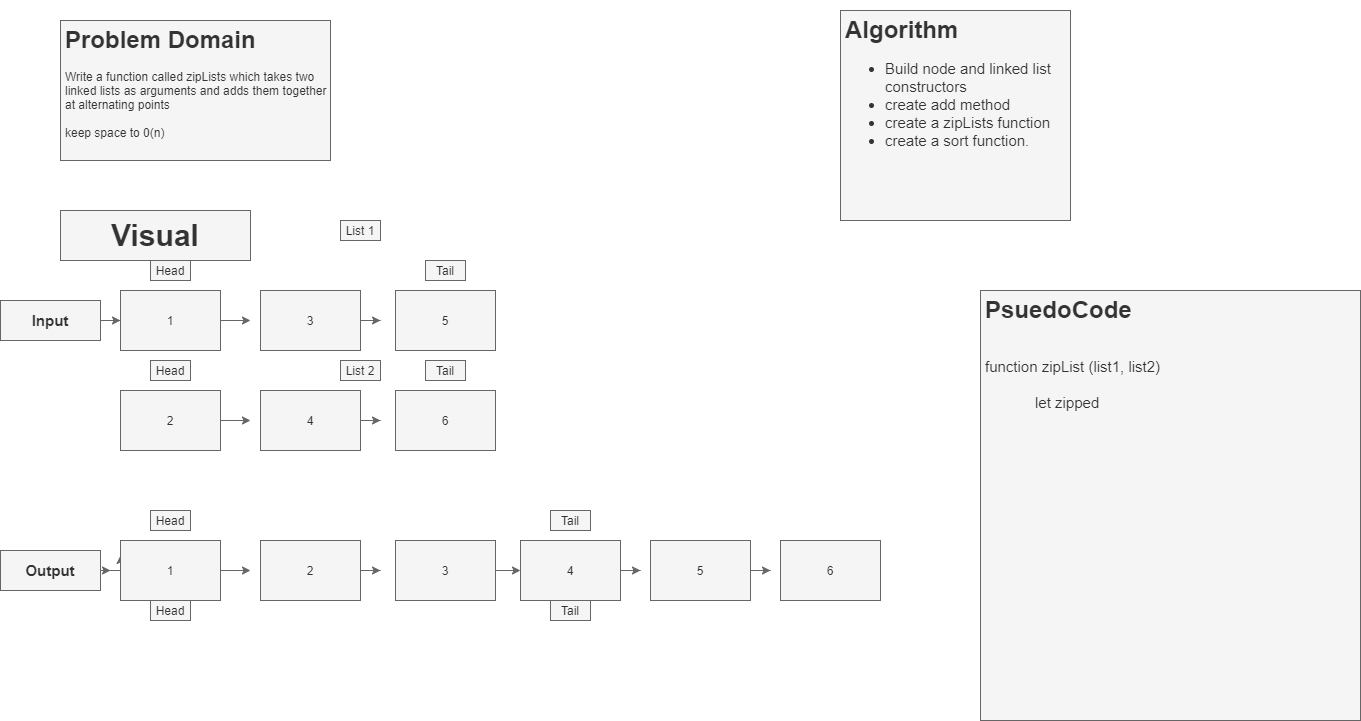 Problem Domain
Write a function called zipLists which takes two
linked lists as arguments and adds them together
at alternating points
keep space to 0(n)
Algorithm
Build node and linked list
constructors
create add method
create a zipLists function
create a sort function.
Visual
List 1
Head
Tail
Input
1
3
5
Head
List 2
Tail
2
4
6
PsuedoCode
function zipList (list1, list2)
let zipped
Head
Tail
Output
1
2
3
4
5
6
Head
Tail